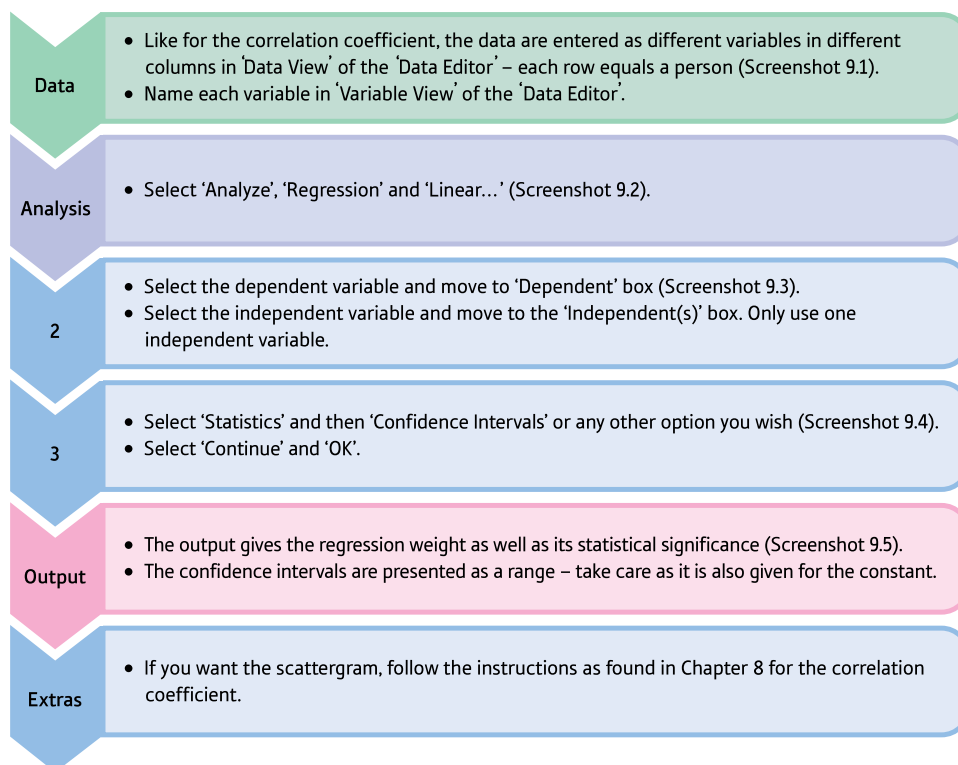 Data
• Like for the correlation coefficient, the data are entered as different variables in different
columns in ‘Data View’ of the ‘Data Editor’ – each row equals a person (Screenshot 9.1).
• Name each variable in ‘Variable View’ of the ‘Data Editor’.
Analysis
• Select ‘Analyze’, ‘Regression’ and ‘Linear…’ (Screenshot 9.2).
2
• Select the dependent variable and move to ‘Dependent’ box (Screenshot 9.3).
• Select the independent variable and move to the ‘Independent(s)’ box. Only use one
independent variable.
3
• Select ‘Statistics’ and then ‘Confidence Intervals’ or any other option you wish (Screenshot 9.4).
• Select ‘Continue’ and ‘OK’.
Output
• The output gives the regression weight as well as its statistical significance (Screenshot 9.5).
• The confidence intervals are presented as a range – take care as it is also given for the constant.
Extras
• If you want the scattergram, follow the instructions as found in Chapter 8 for the correlation
coefficient.